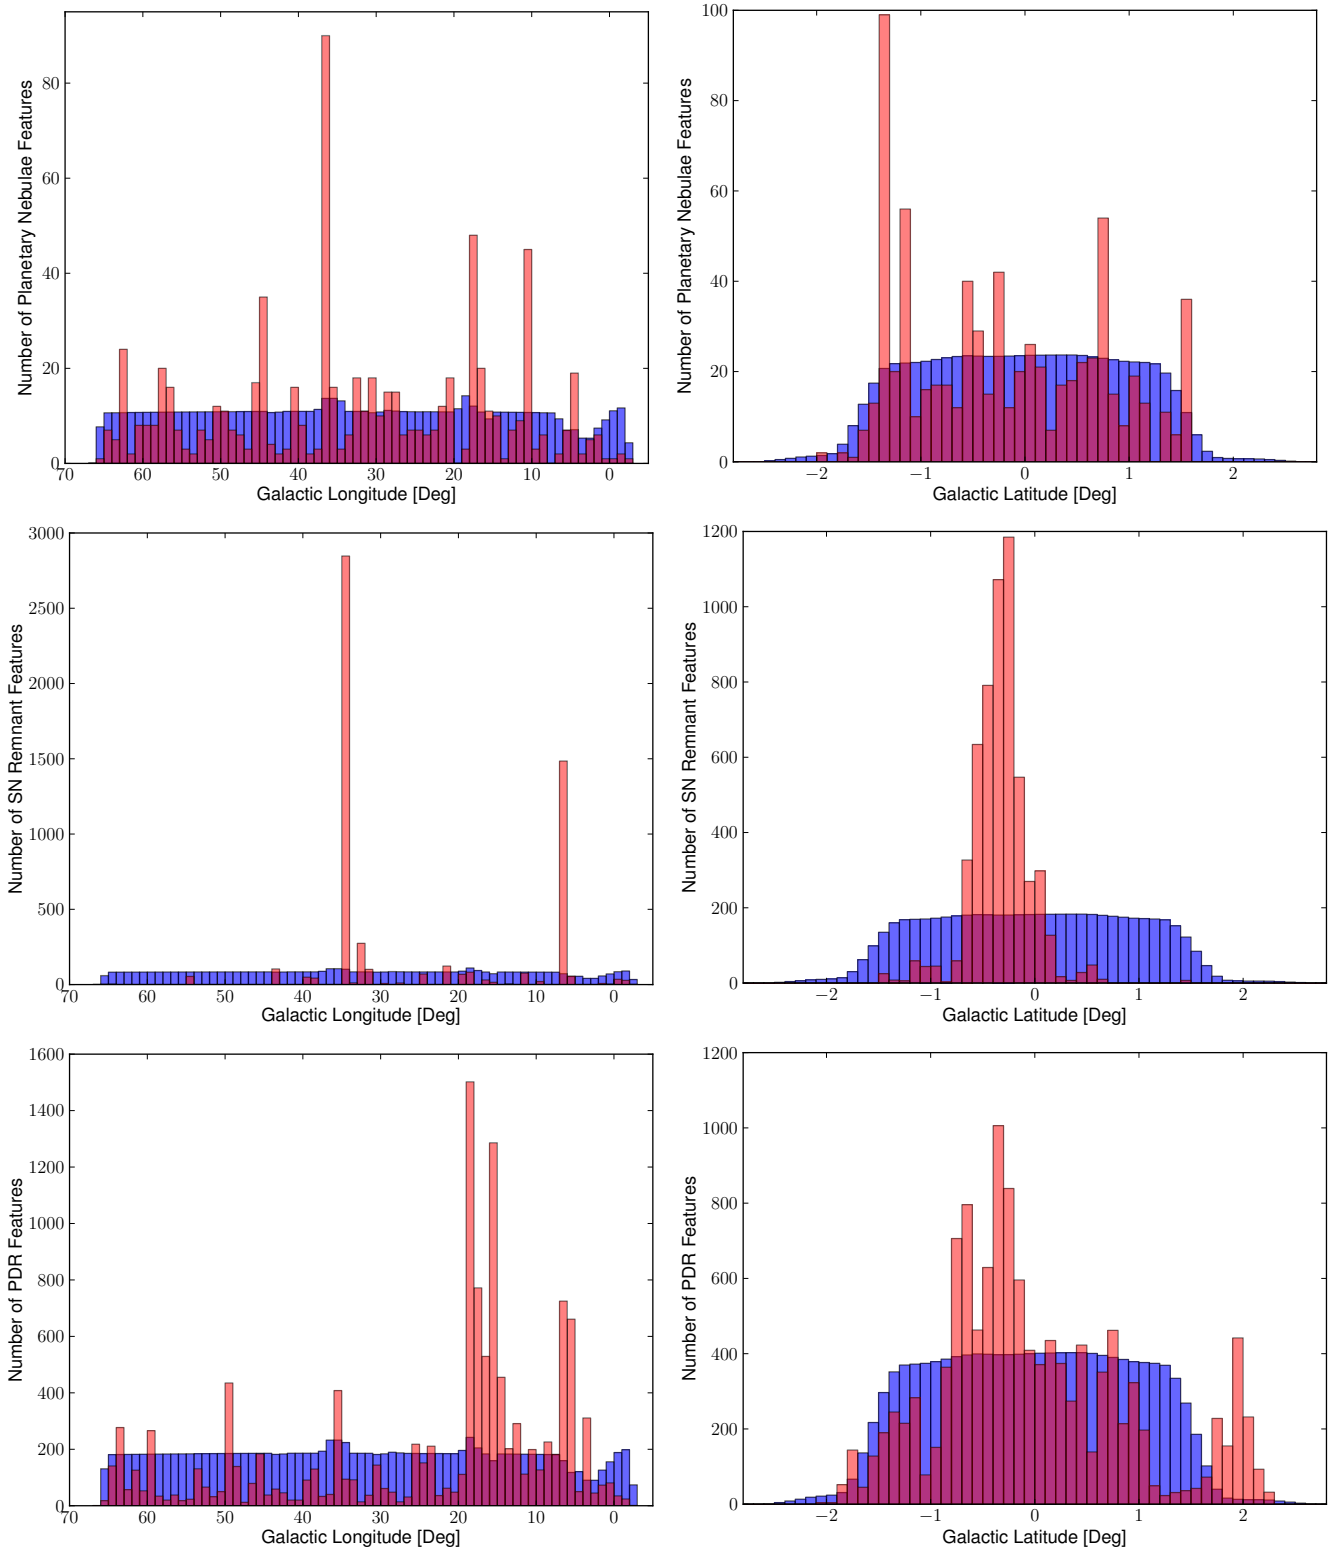 Number of Planetary Nebulae Features
80
60
40
20
0
70 60 50 40 30 20 10 0
Galactic Longitude [Deg]
Number of Planetary Nebulae Features
100
80
60
40
20
0
−2 −1 0 1 2
Galactic Latitude [Deg]
Number of SN Remnant Features
3000
2500
2000
1500
1000
500
0
70 60 50 40 30 20 10 0
Galactic Longitude [Deg]
Number of SN Remnant Features
1200
1000
800
600
400
200
0
−2 −1 0 1 2
Galactic Latitude [Deg]
Number of PDR Features
1600
1400
1200
1000
800
600
400
200
0
70 60 50 40 30 20 10 0
Galactic Longitude [Deg]
Number of PDR Features
1200
1000
800
600
400
200
0
−2 −1 0 1 2
Galactic Latitude [Deg]